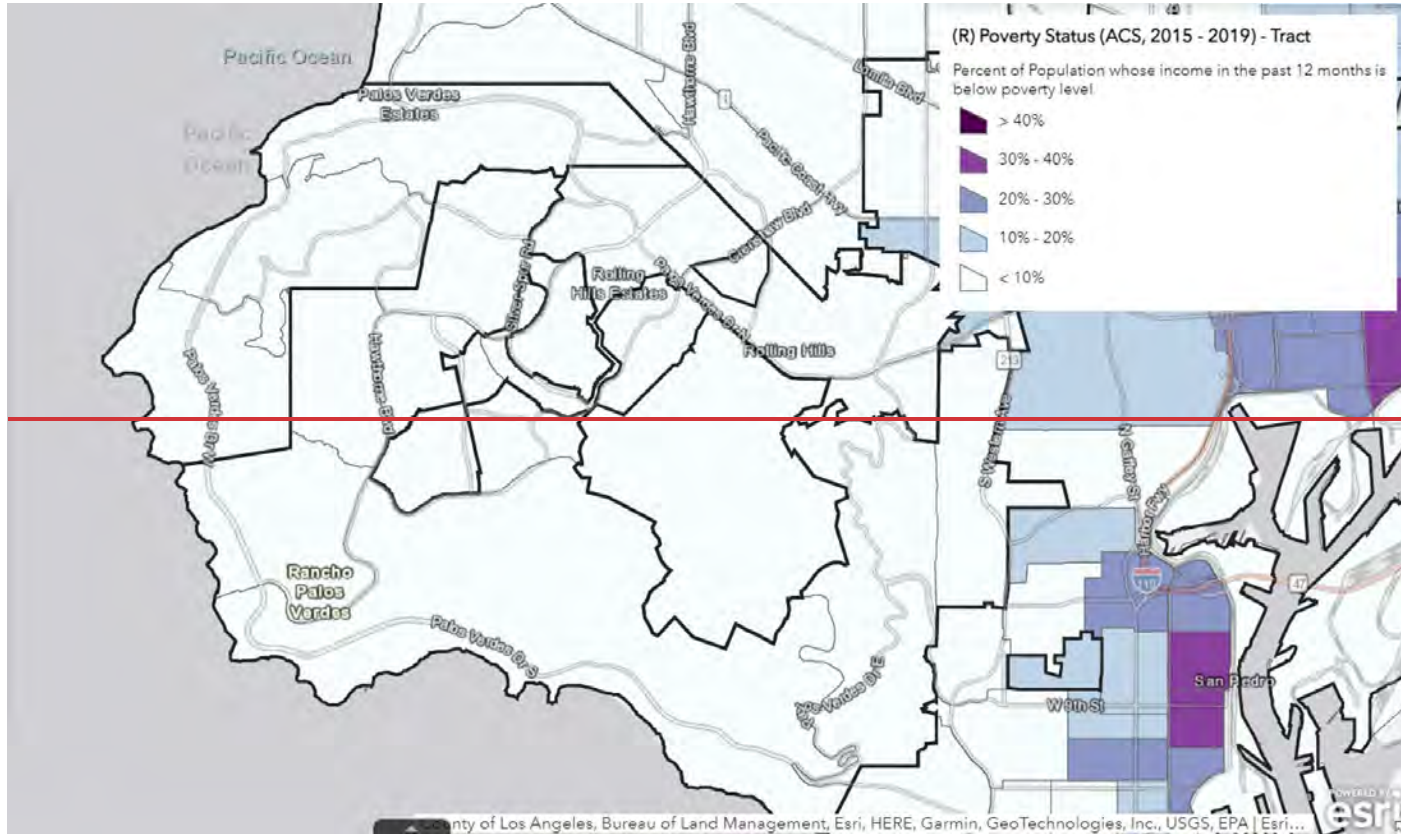 (R) Poverty Status (ACS, 2015 - 2019) - Tract
Percent of Population whose income in the past 12 months is
below poverty level
> 40%
30% - 40%
20% - 30%
10% - 20%
< 10%
Pacific Ocean
Pacific
Ocean
Palos Verdes
Estates
Hawthorne Blvd
Lomita Blvd
1
Pacific Coast Hwy
Crenshaw Blvd
Silver Spur Rd
Rolling
Hills Estates
Palos Verdes Dr N
Rolling Hills
Palos Verdes Dr W
Hawthorne Blvd
213
S Western Ave
N Gaffey St
Harbor Fwy
110
47
Rancho
Palos
Verdes
Palos Verdes Dr S
Palos Verdes Dr E
W 9th St
San Pedro
County of Los Angeles, Bureau of Land Management, Esri, HERE, Garmin, GeoTechnologies, Inc., USGS, EPA | Esri...
POWERED BY
esri